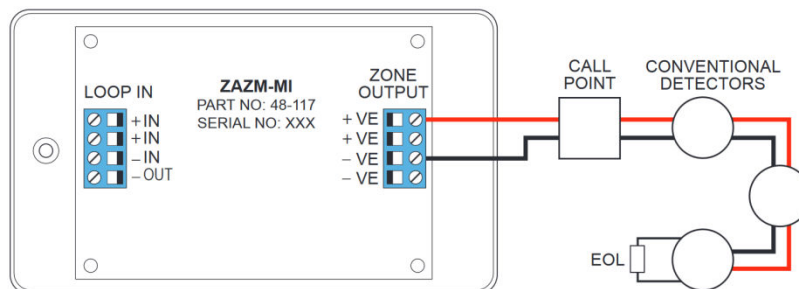 LOOP IN
+ IN
+ IN
– IN
– OUT
ZAZM-MI
PART NO: 48-117
SERIAL NO: XXX
ZONE
OUTPUT
+ VE
+ VE
– VE
– VE
CALL
POINT
CONVENTIONAL
DETECTORS
EOL